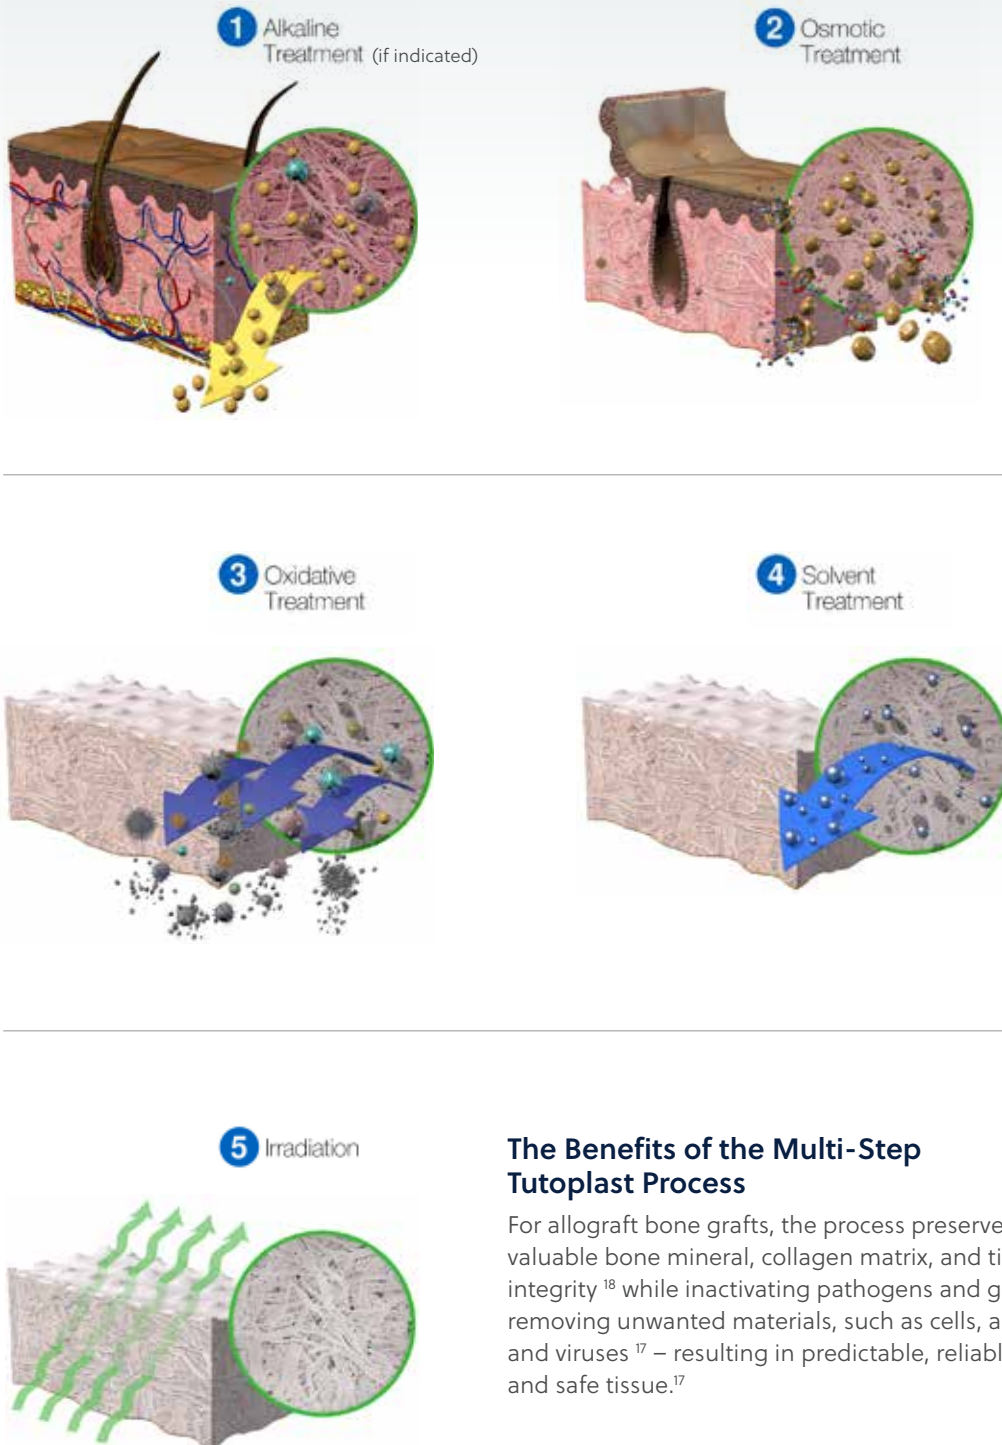 1 Alkaline
Treatment (if indicated)
2 Osmotic
Treatment
3 Oxidative
Treatment
4 Solvent
Treatment
5 Irradiation
The Benefits of the Multi-Step
Tutoplast Process
For allograft bone grafts, the process preserve
valuable bone mineral, collagen matrix, and ti
integrity 18 while inactivating pathogens and g
removing unwanted materials, such as cells, a
and viruses 17 – resulting in predictable, reliabl
and safe tissue.17